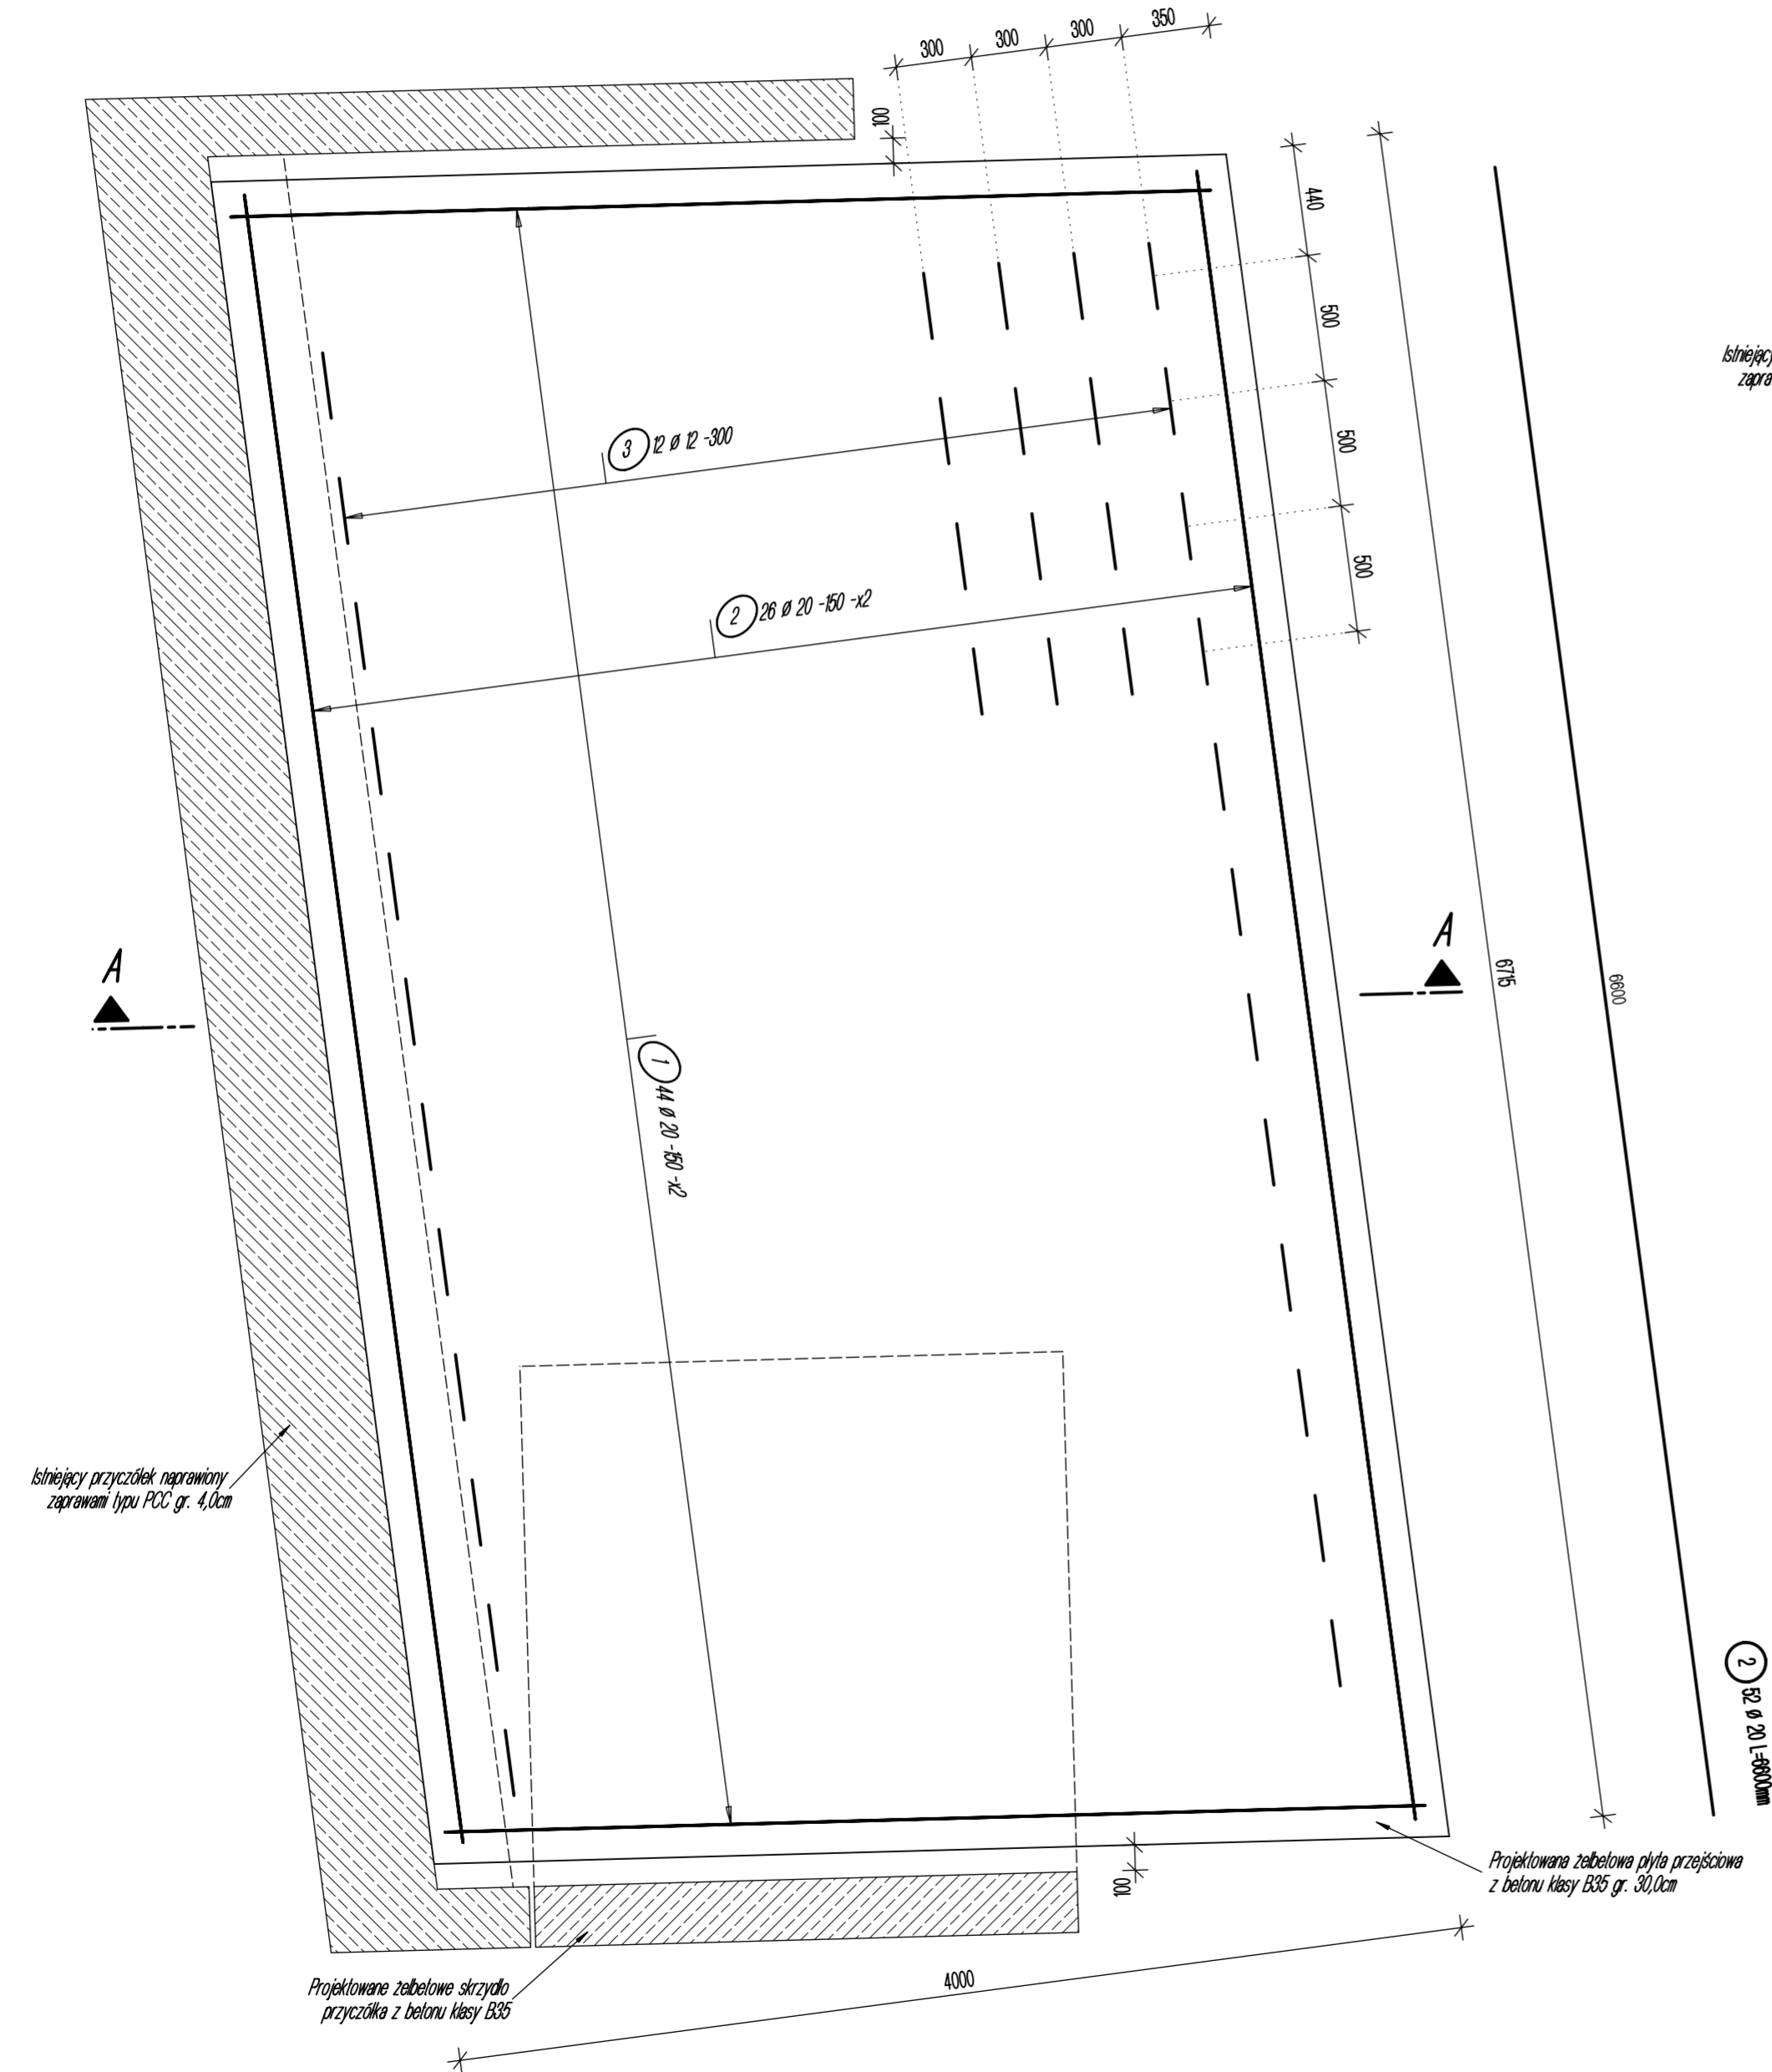 300
300
300
350
100
440
500
500
500
Istniejący
zapra
3 12 ø 12 -300
2 26 ø 20 -150 -x2
A
A
6715
6600
1 44 ø 20 -150 -x2
Istniejący przyczółek naprawiony
zaprawami typu PCC gr. 4,0cm
2 52 ø 20 L=6600mm
Projektowana żelbetowa płyta przejściowa
z betonu klasy B35 gr. 30,0cm
100
4000
Projektowane żelbetowe skrzydło
przyczółka z betonu klasy B35